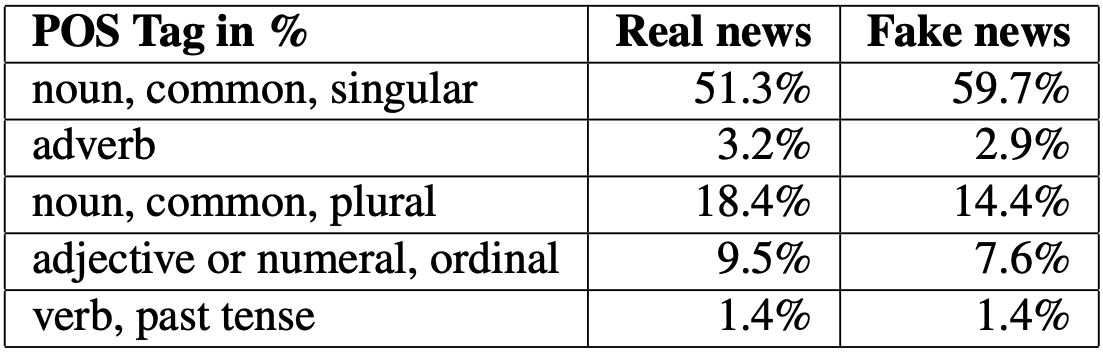 POS Tag in % Real news Fake news
noun, common, singular 51.3% 59.7%
adverb 3.2% 2.9%
noun, common, plural 18.4% 14.4%
adjective or numeral, ordinal 9.5% 7.6%
verb, past tense 1.4% 1.4%